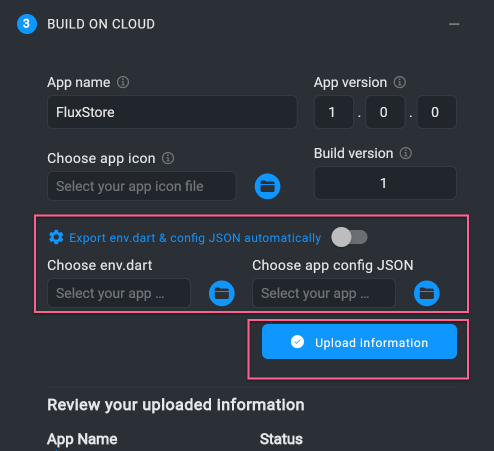 3 BUILD ON CLOUD
App name
App version
FluxStore
1 . 0 . 0
Choose app icon
Build version
Select your app icon file
1
Export env.dart & config JSON automatically
Choose env.dart
Choose app config JSON
Select your app ...
Select your app ...
Upload information
Review your uploaded information
App Name
Status